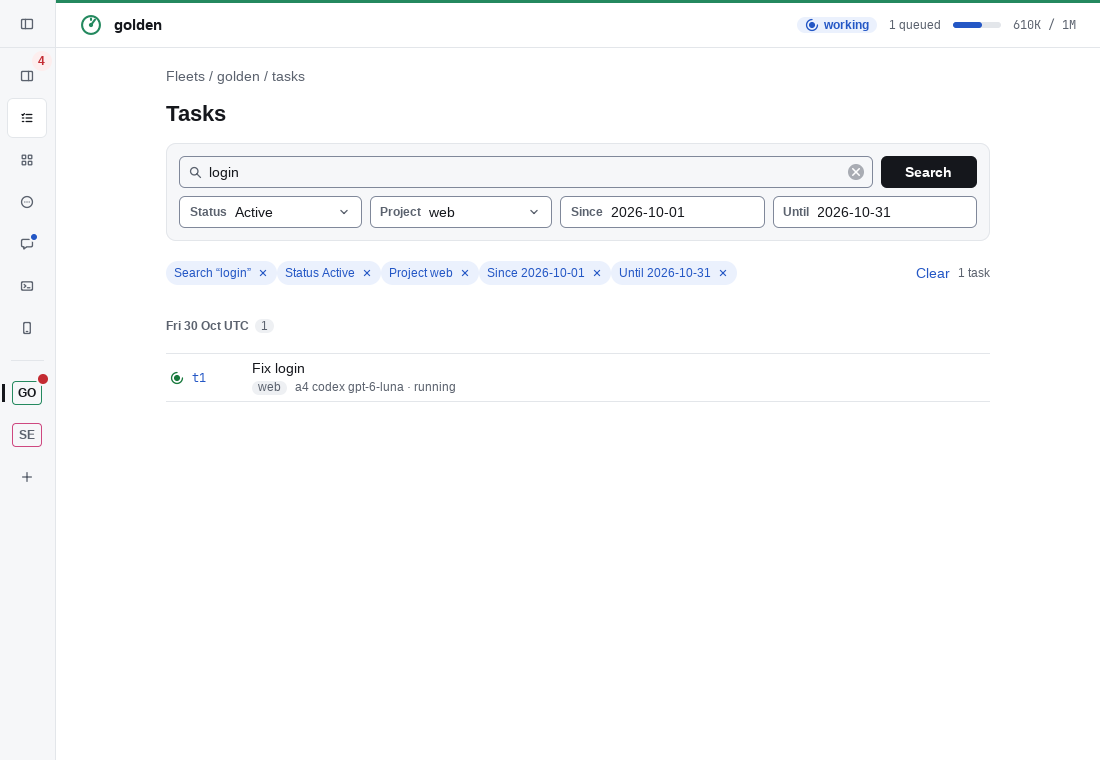 golden
working
1 queued
610K / 1M
4
Fleets / golden / tasks
Tasks
login
Search
Status Active
Project web
Since 2026-10-01
Until 2026-10-31
Search “login” ×
Status Active ×
Project web ×
Since 2026-10-01 ×
Until 2026-10-31 ×
Clear
1 task
Fri 30 Oct UTC 1
t1
Fix login
web a4 codex gpt-6-luna · running
GO
SE